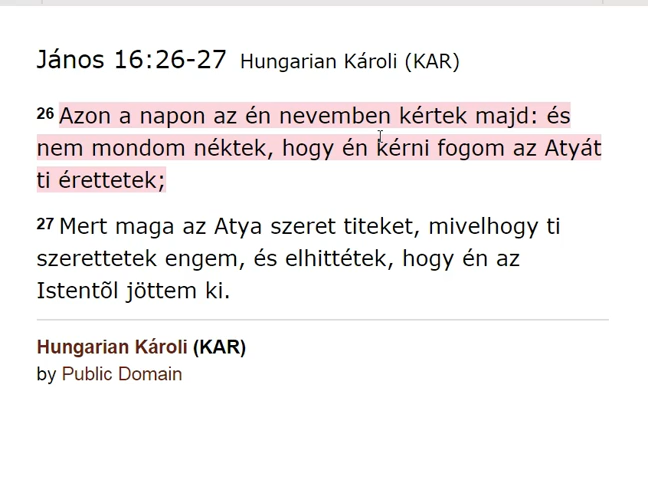 János 16:26-27 Hungarian Károli (KAR)
26 Azon a napon az én nevemben kértek majd: és
nem mondom néktek, hogy én kérni fogom az Atyát
ti érettetek;
27 Mert maga az Atya szeret titeket, mivelhogy ti
szerettetek engem, és elhittétek, hogy én az
Istentõl jöttem ki.
Hungarian Károli (KAR)
by Public Domain